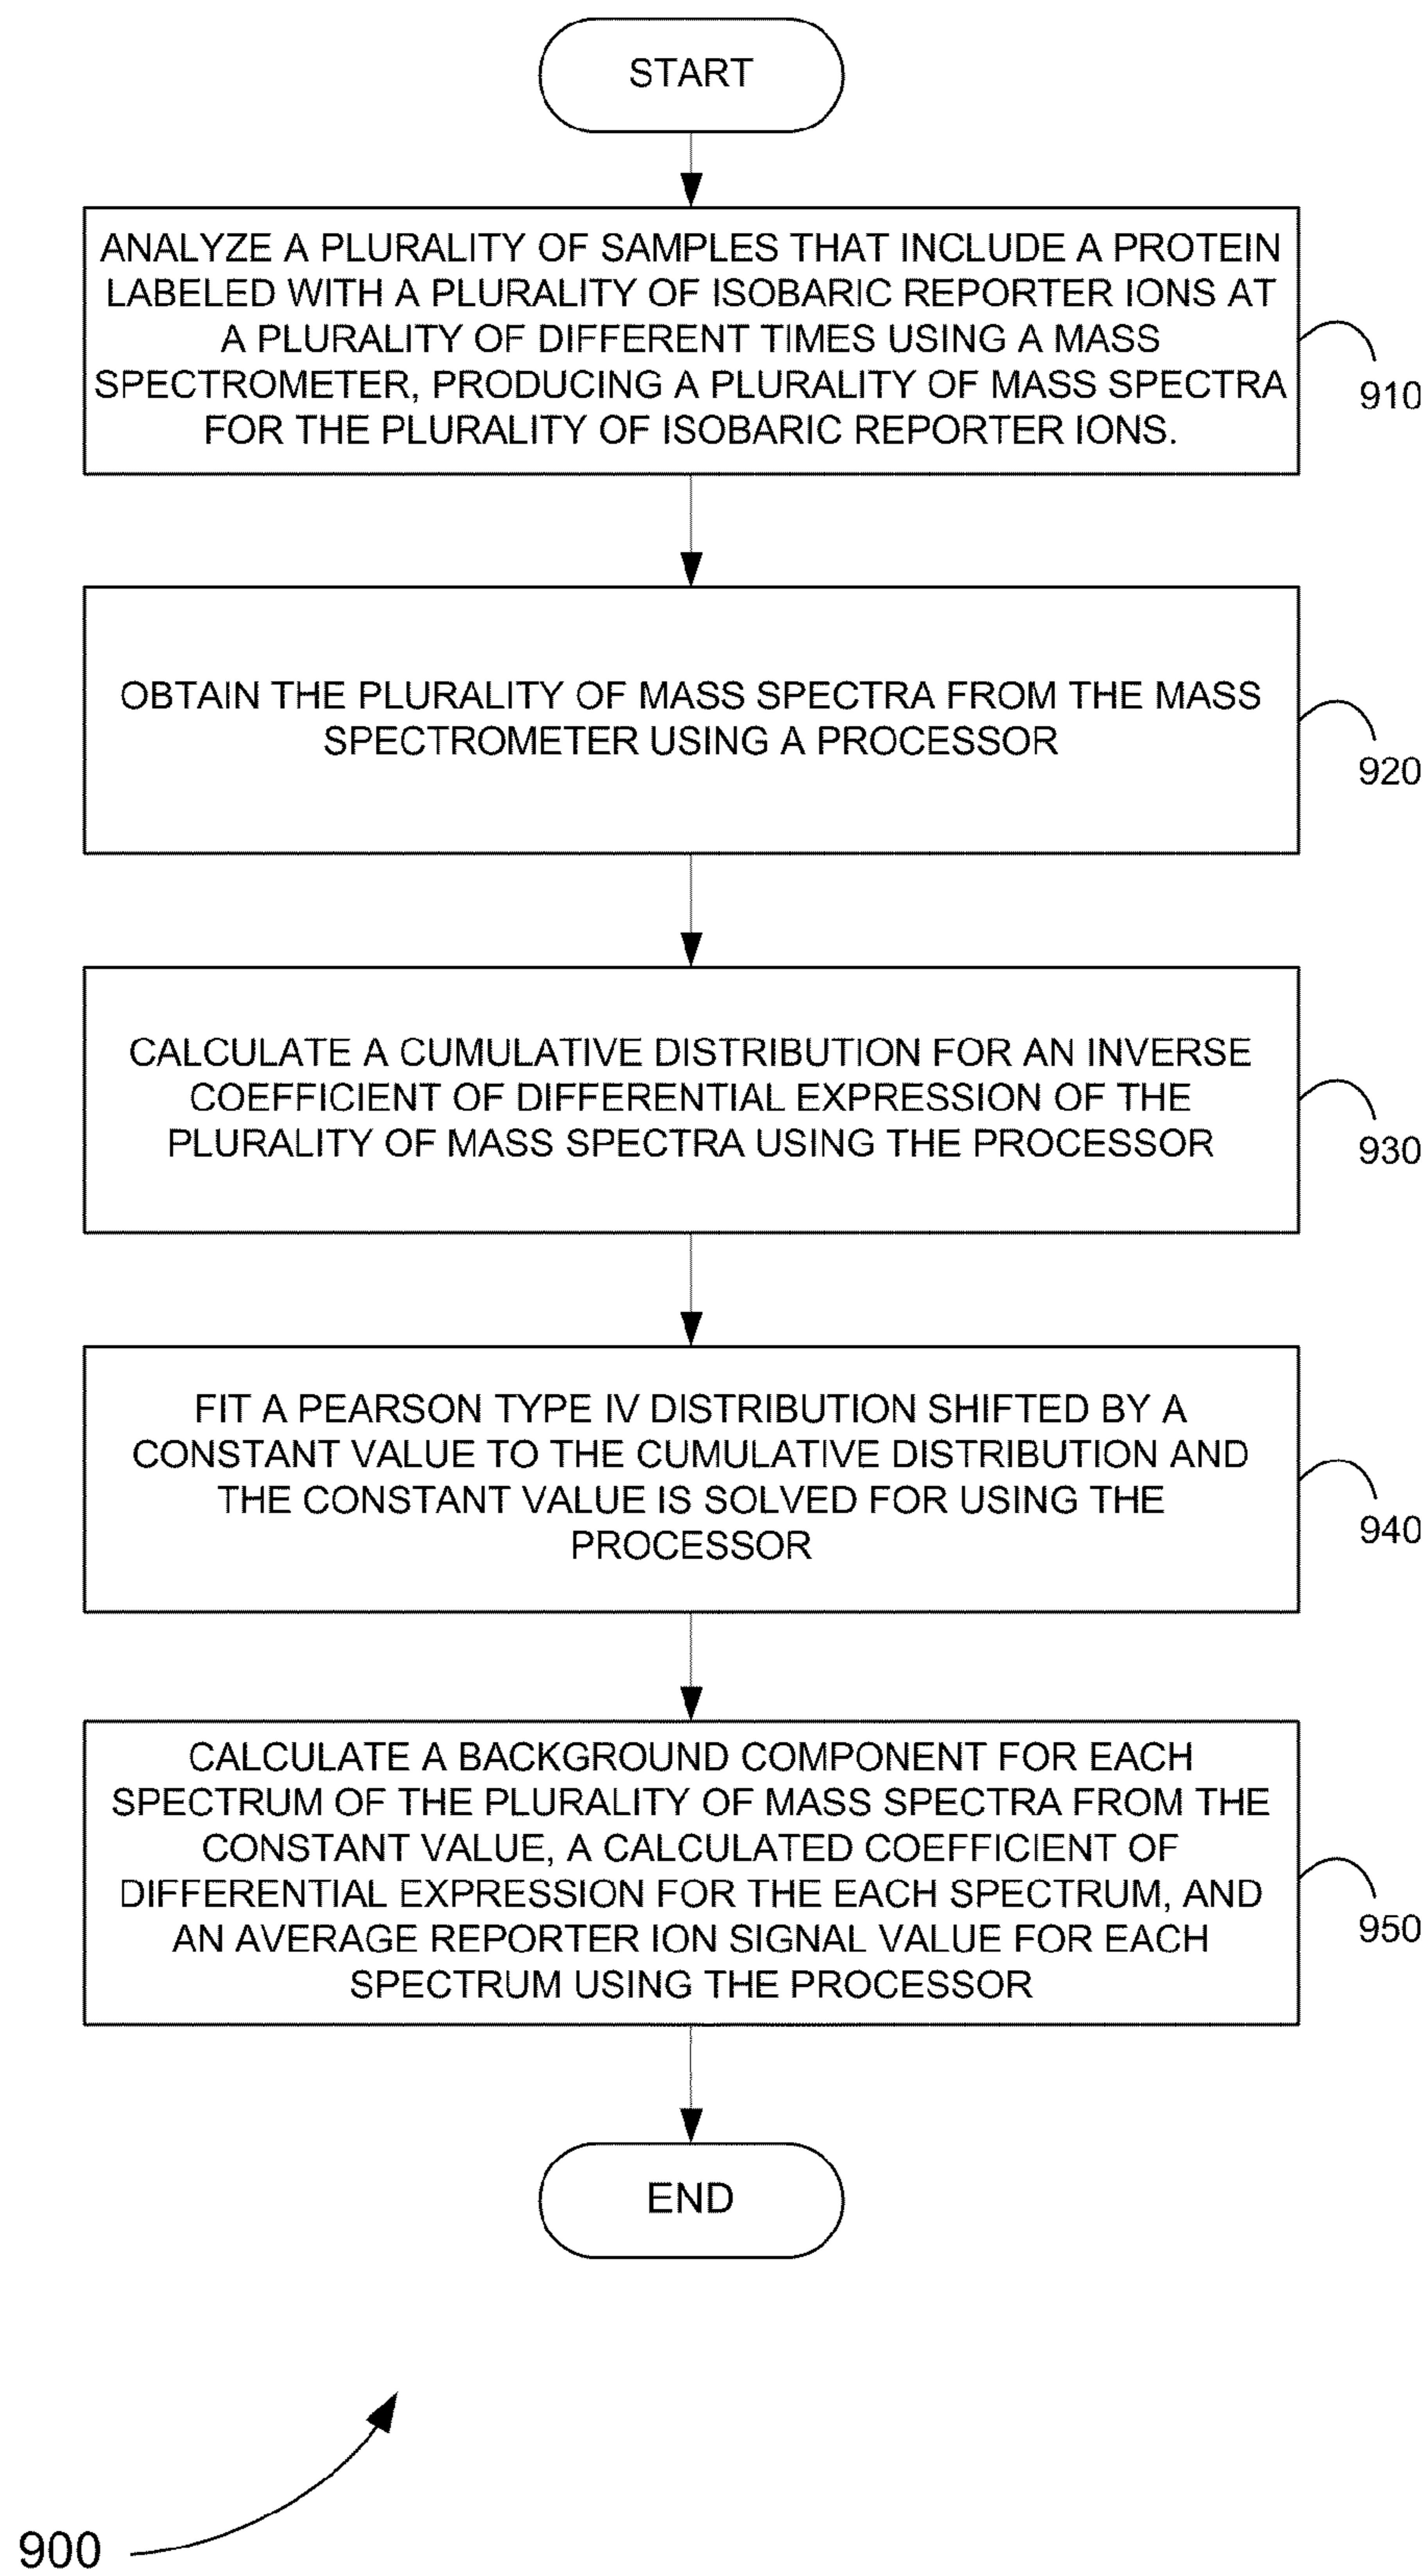 START
ANALYZE A PLURALITY OF SAMPLES THAT INCLUDE A PROTEIN
LABELED WITH A PLURALITY OF ISOBARIC REPORTER IONS AT
A PLURALITY OF DIFFERENT TIMES USING A MASS
SPECTROMETER, PRODUCING A PLURALITY OF MASS SPECTRA
FOR THE PLURALITY OF ISOBARIC REPORTER IONS.
910
OBTAIN THE PLURALITY OF MASS SPECTRA FROM THE MASS
SPECTROMETER USING A PROCESSOR
920
CALCULATE A CUMULATIVE DISTRIBUTION FOR AN INVERSE
COEFFICIENT OF DIFFERENTIAL EXPRESSION OF THE
PLURALITY OF MASS SPECTRA USING THE PROCESSOR
930
FIT A PEARSON TYPE IV DISTRIBUTION SHIFTED BY A
CONSTANT VALUE TO THE CUMULATIVE DISTRIBUTION AND
THE CONSTANT VALUE IS SOLVED FOR USING THE
PROCESSOR
940
CALCULATE A BACKGROUND COMPONENT FOR EACH
SPECTRUM OF THE PLURALITY OF MASS SPECTRA FROM THE
CONSTANT VALUE, A CALCULATED COEFFICIENT OF
DIFFERENTIAL EXPRESSION FOR THE EACH SPECTRUM, AND
AN AVERAGE REPORTER ION SIGNAL VALUE FOR EACH
SPECTRUM USING THE PROCESSOR
950
END
900